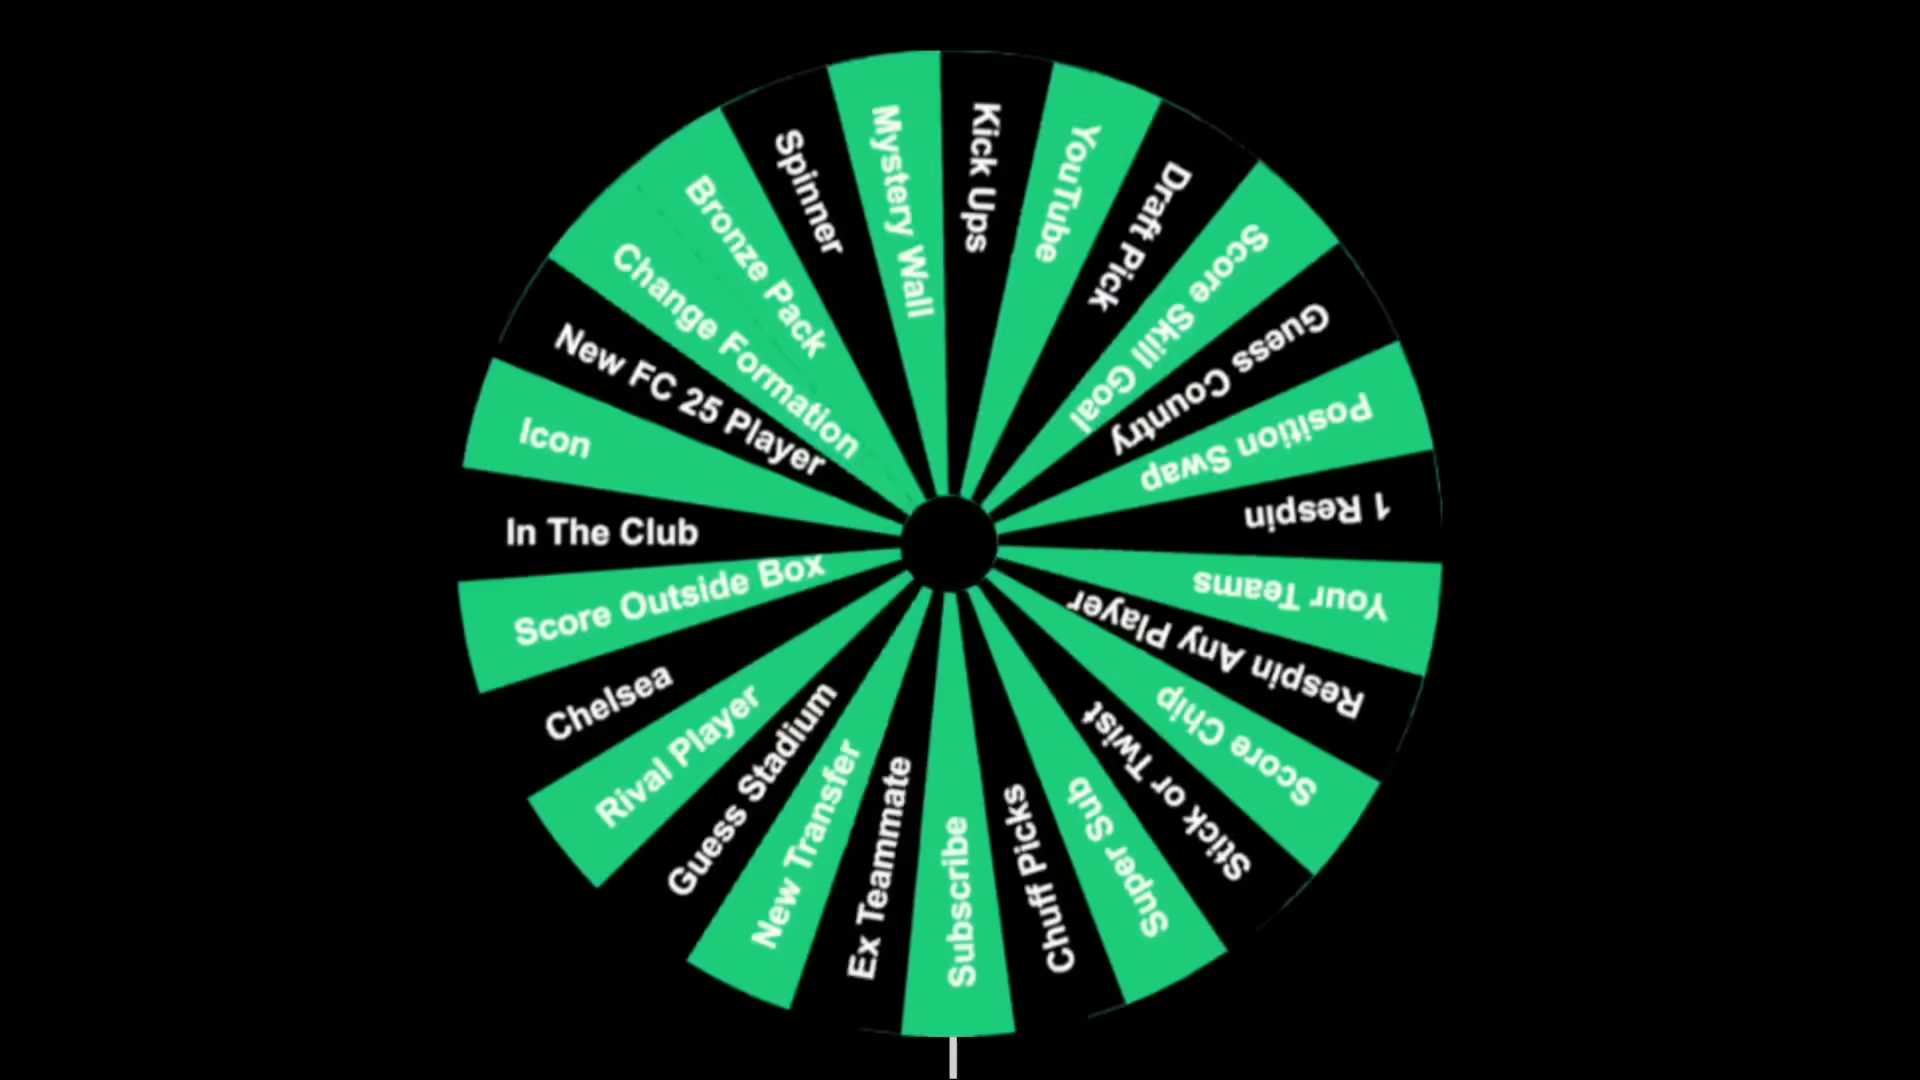 Kick Ups
YouTube
Draft Pick
Score Skill Goal
Guess Country
Position Swap
1 Respin
Your Teams
Respin Any Player
Score Chip
Stick or Twist
Super Sub
Chuff Picks
Subscribe
Ex Teammate
New Transfer
Guess Stadium
Rival Player
Chelsea
Score Outside Box
In The Club
Icon
New FC 25 Player
Change Formation
Bronze Pack
Spinner
Mystery Wall